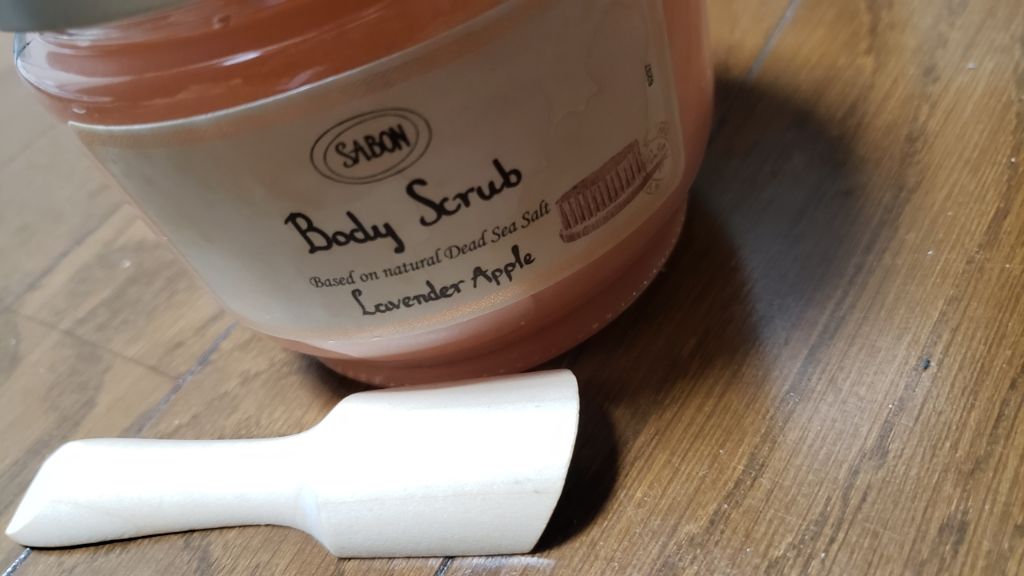 SABON
Body Scrub
Based on natural Dead Sea Salt
Lavender Apple